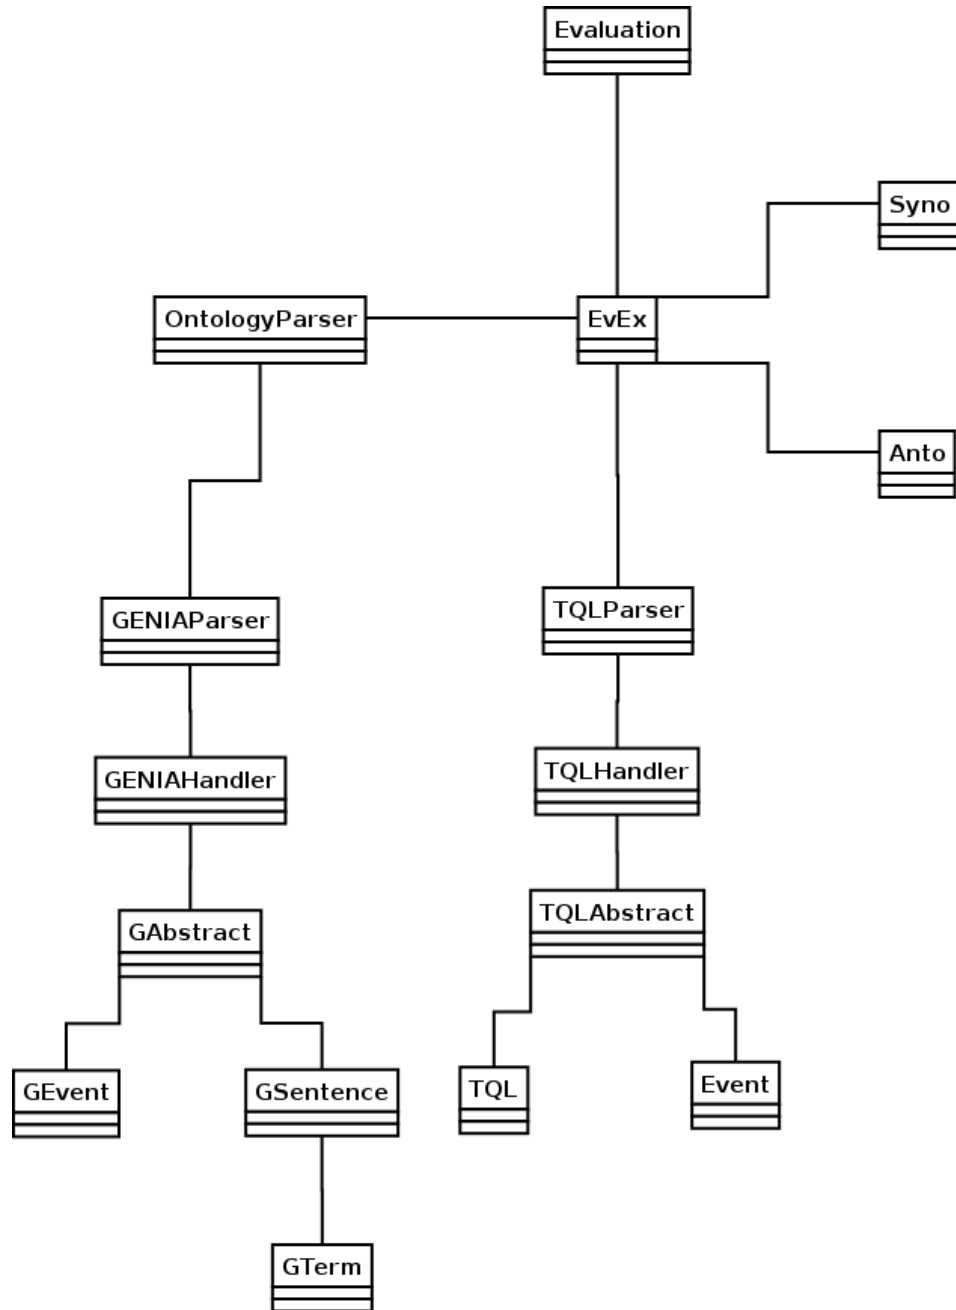 Evaluation
Syno
OntologyParser
EvEx
Anto
GENIAParser
TQLParser
GENIAHandler
TQLHandler
GAbstract
TQLAbstract
GEvent
GSentence
TQL
Event
GTerm